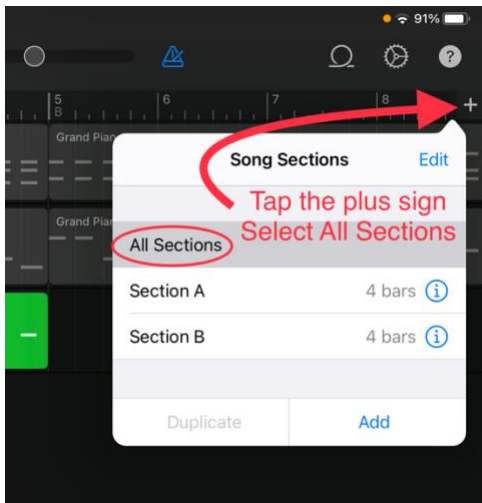 91%
?
5 6 7 8 +
B
Grand Pian
Song Sections Edit
Tap the plus sign
Select All Sections
Grand Pian
All Sections
Section A 4 bars i
Section B 4 bars i
Duplicate Add